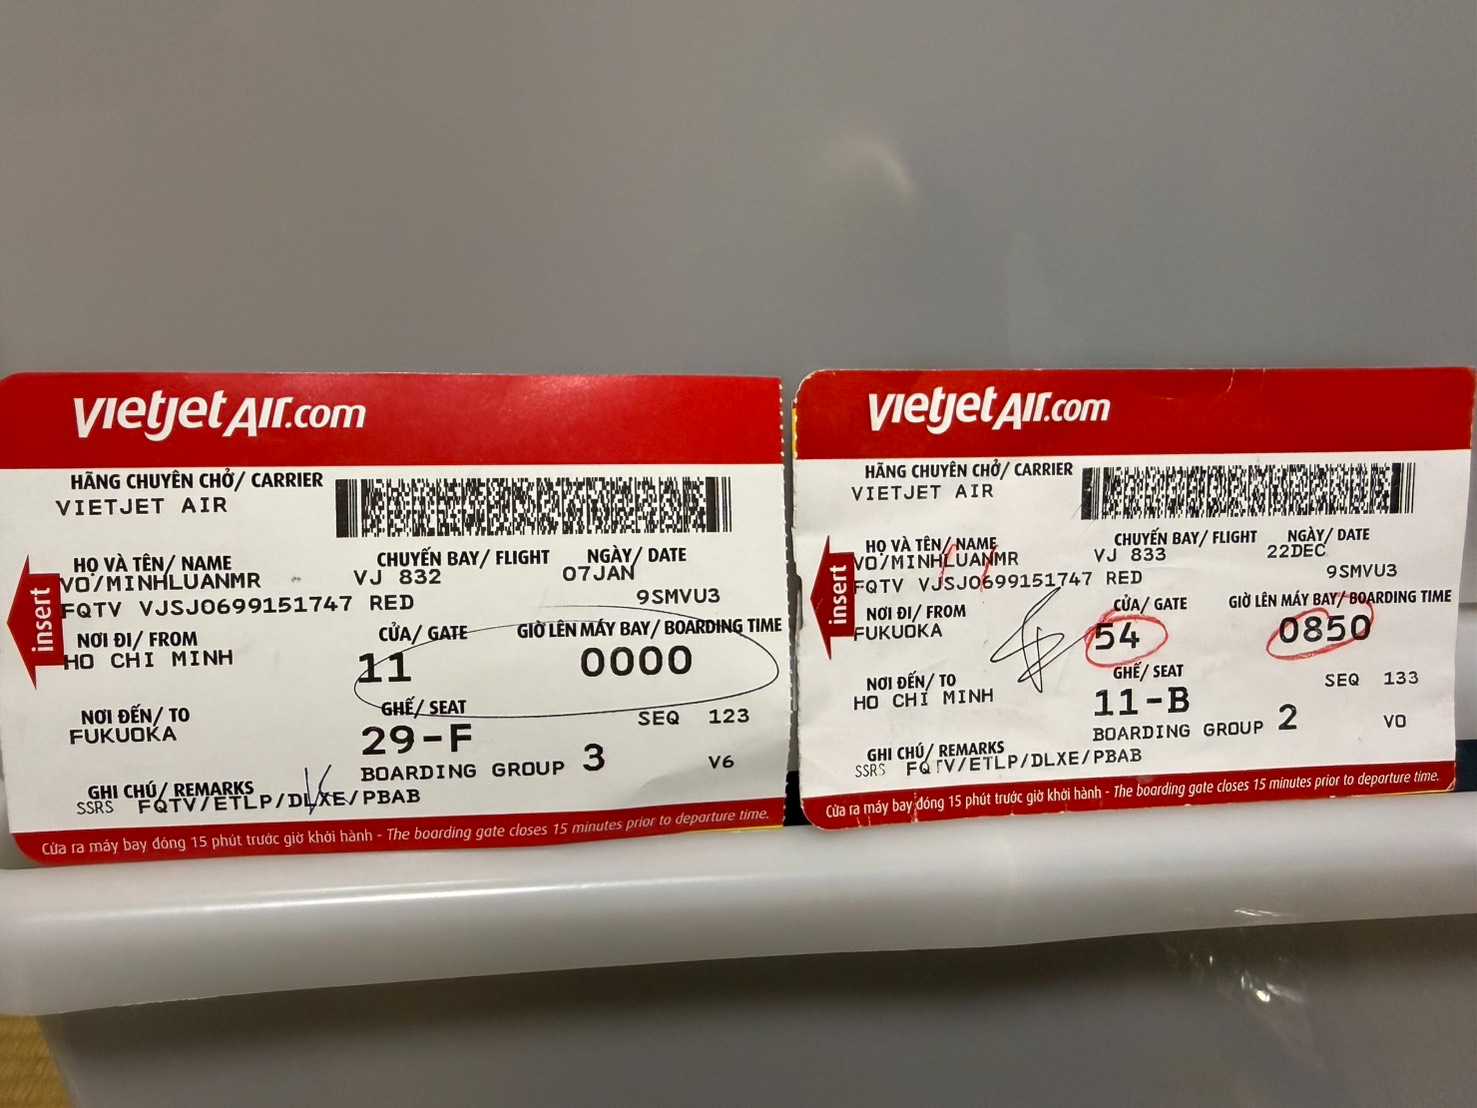 vietjetAir.com
HÃNG CHUYÊN CHỞ/ CARRIER
VIETJET AIR
HỌ VÀ TÊN/ NAME
VO/MINHLUANMR
CHUYẾN BAY/ FLIGHT
VJ 832
NGÀY/ DATE
07JAN
FQTV VJSJ0699151747 RED
9SMVU3
insert
NƠI ĐI/ FROM
HO CHI MINH
CỬA/ GATE
11
GIỜ LÊN MÁY BAY/ BOARDING TIME
0000
NƠI ĐẾN/ TO
FUKUOKA
GHẾ/ SEAT
29-F
SEQ 123
BOARDING GROUP 3
V6
GHI CHÚ/ REMARKS
SSRS FQTV/ETLP/DLXE/PBAB
Cửa ra máy bay đóng 15 phút trước giờ khởi hành - The boarding gate closes 15 minutes prior to departure time.
vietjetAir.com
HÃNG CHUYÊN CHỞ/ CARRIER
VIETJET AIR
HỌ VÀ TÊN/ NAME
VO/MINHLUANMR
CHUYẾN BAY/ FLIGHT
VJ 833
NGÀY/ DATE
22DEC
FQTV VJSJ0699151747 RED
9SMVU3
insert
NƠI ĐI/ FROM
FUKUOKA
CỬA/ GATE
54
GIỜ LÊN MÁY BAY/ BOARDING TIME
0850
NƠI ĐẾN/ TO
HO CHI MINH
GHẾ/ SEAT
11-B
SEQ 133
BOARDING GROUP 2
VO
GHI CHÚ/ REMARKS
SSRS FQTV/ETLP/DLXE/PBAB
Cửa ra máy bay đóng 15 phút trước giờ khởi hành - The boarding gate closes 15 minutes prior to departure time.